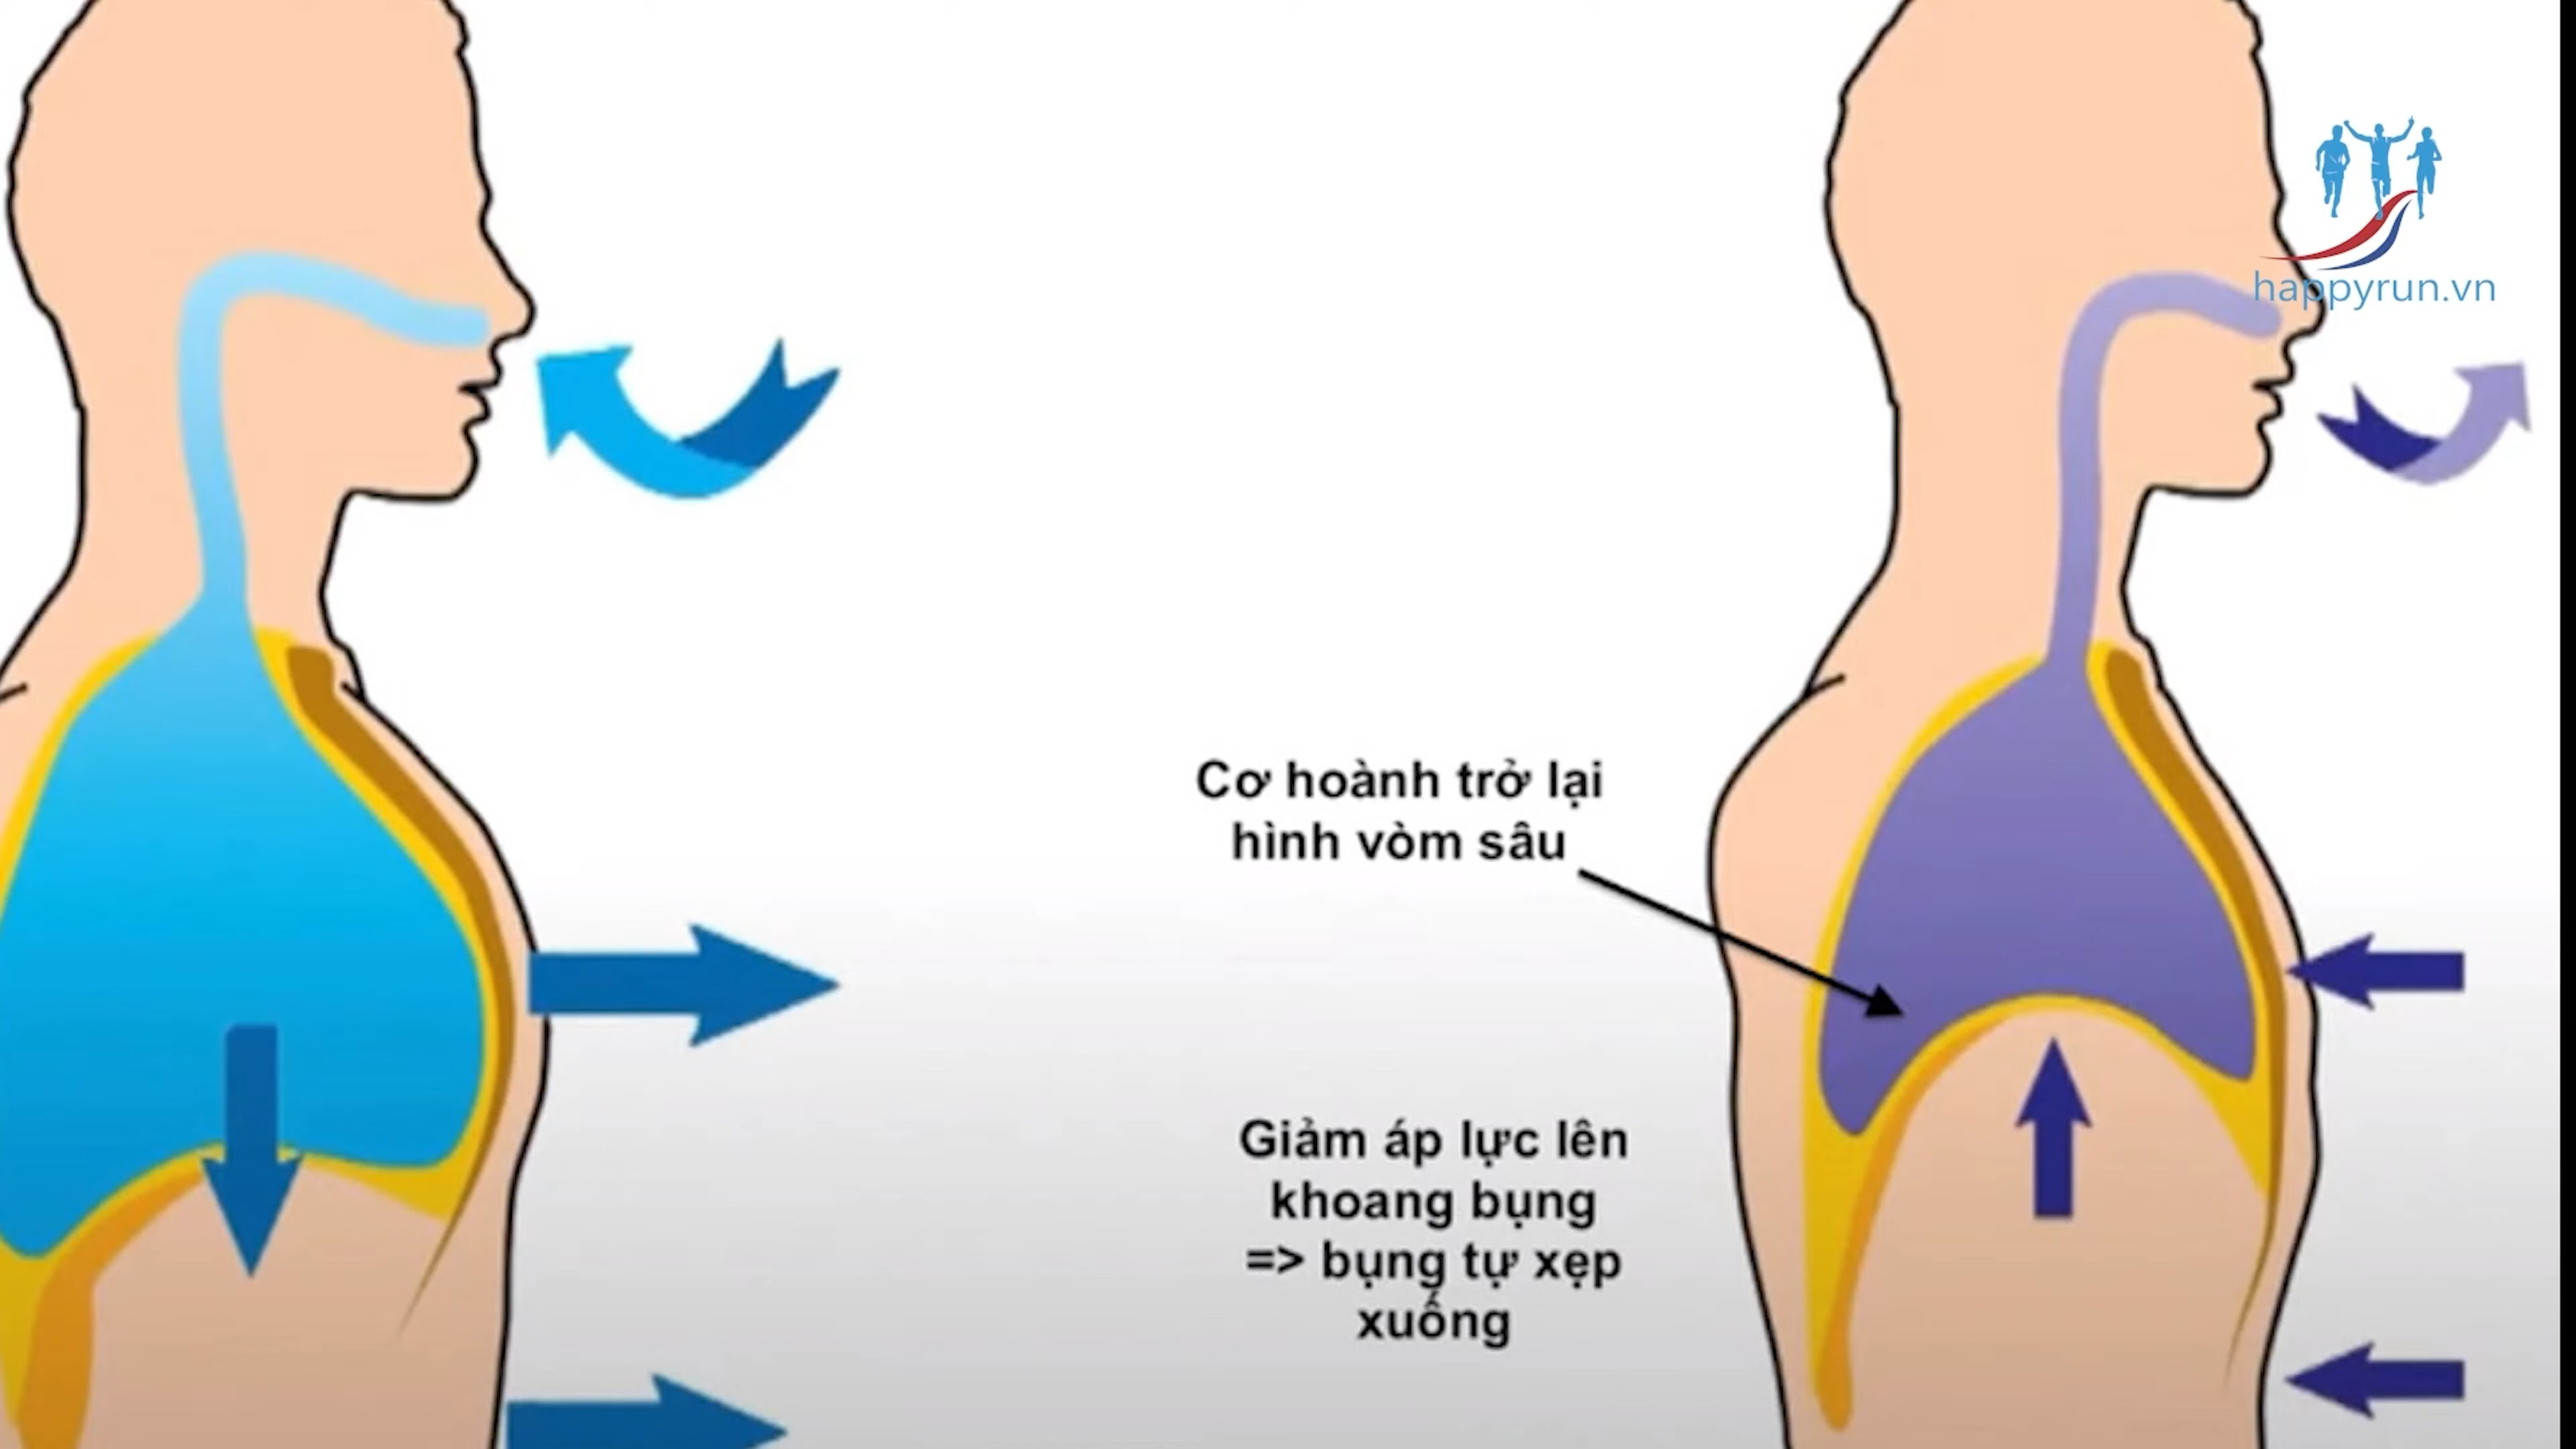 happyrun.vn
Cơ hoành trở lại
hình vòm sâu
Giảm áp lực lên
khoang bụng
=> bụng tự xẹp
xuống